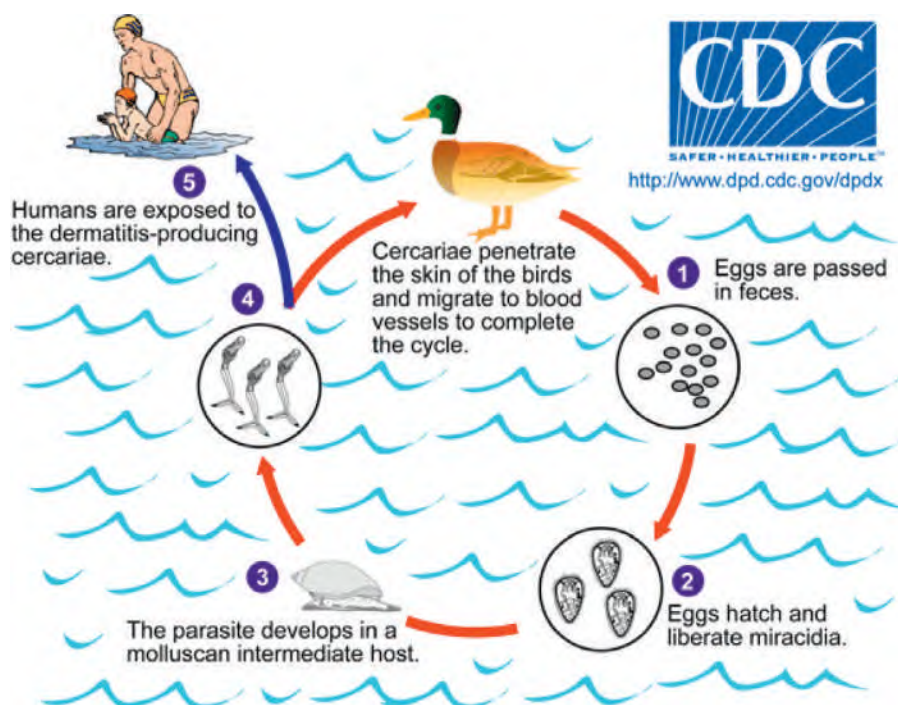 CDC
SAFER • HEALTHIER • PEOPLE™
http://www.dpd.cdc.gov/dpdx
5
Humans are exposed to
the dermatitis-producing
cercariae.
4
Cercariae penetrate
the skin of the birds
and migrate to blood
vessels to complete
the cycle.
1
Eggs are passed
in feces.
2
Eggs hatch and
liberate miracidia.
3
The parasite develops in a
molluscan intermediate host.